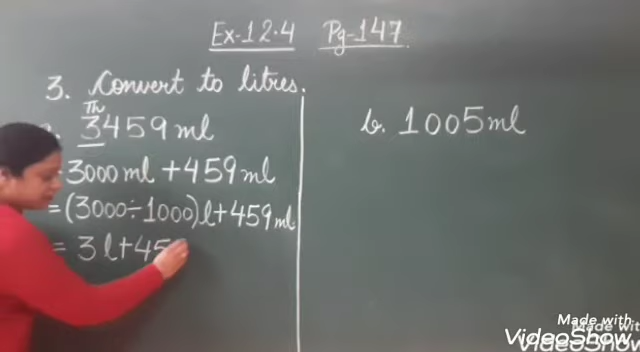 Ex-12.4 Pg-147
3. Convert to litres.
Th
3459 ml
3000 ml + 459 ml
= (3000 ÷ 1000) l + 459 ml
= 3 l + 45
b. 1005 ml
Made with
VideoShow